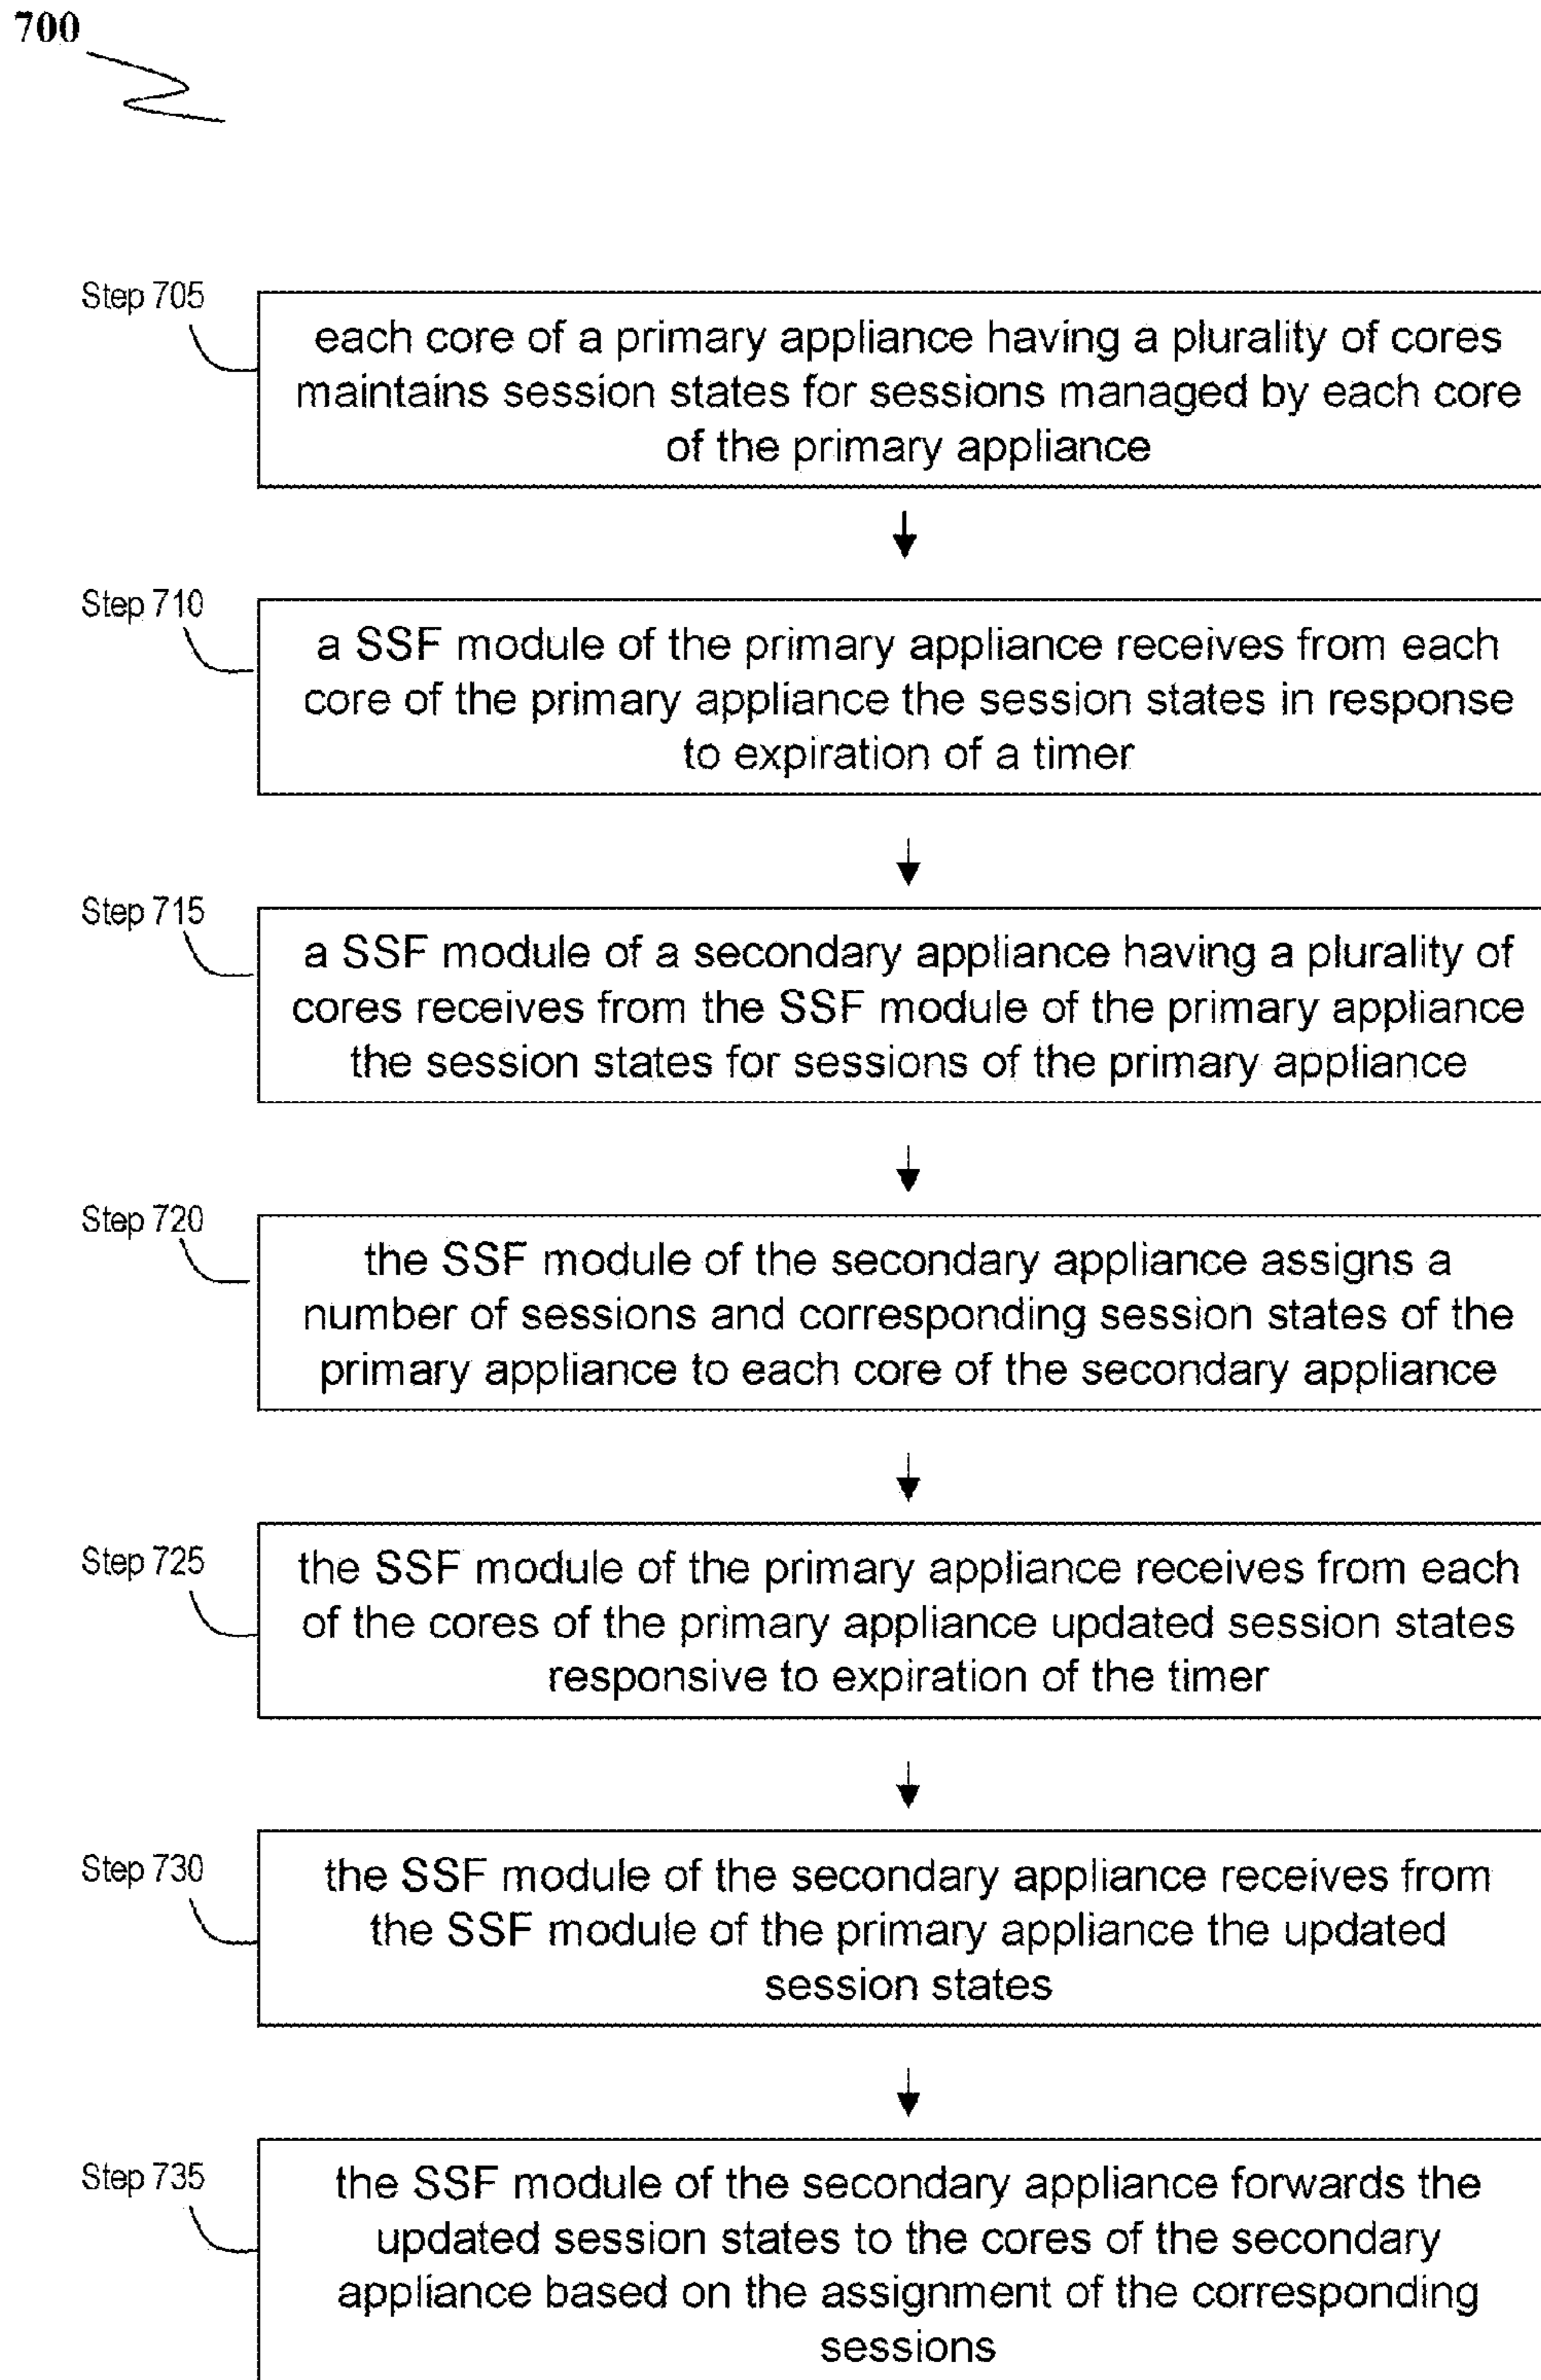 700
Step 705
each core of a primary appliance having a plurality of cores
maintains session states for sessions managed by each core
of the primary appliance
Step 710
a SSF module of the primary appliance receives from each
core of the primary appliance the session states in response
to expiration of a timer
Step 715
a SSF module of a secondary appliance having a plurality of
cores receives from the SSF module of the primary appliance
the session states for sessions of the primary appliance
Step 720
the SSF module of the secondary appliance assigns a
number of sessions and corresponding session states of the
primary appliance to each core of the secondary appliance
Step 725
the SSF module of the primary appliance receives from each
of the cores of the primary appliance updated session states
responsive to expiration of the timer
Step 730
the SSF module of the secondary appliance receives from
the SSF module of the primary appliance the updated
session states
Step 735
the SSF module of the secondary appliance forwards the
updated session states to the cores of the secondary
appliance based on the assignment of the corresponding
sessions